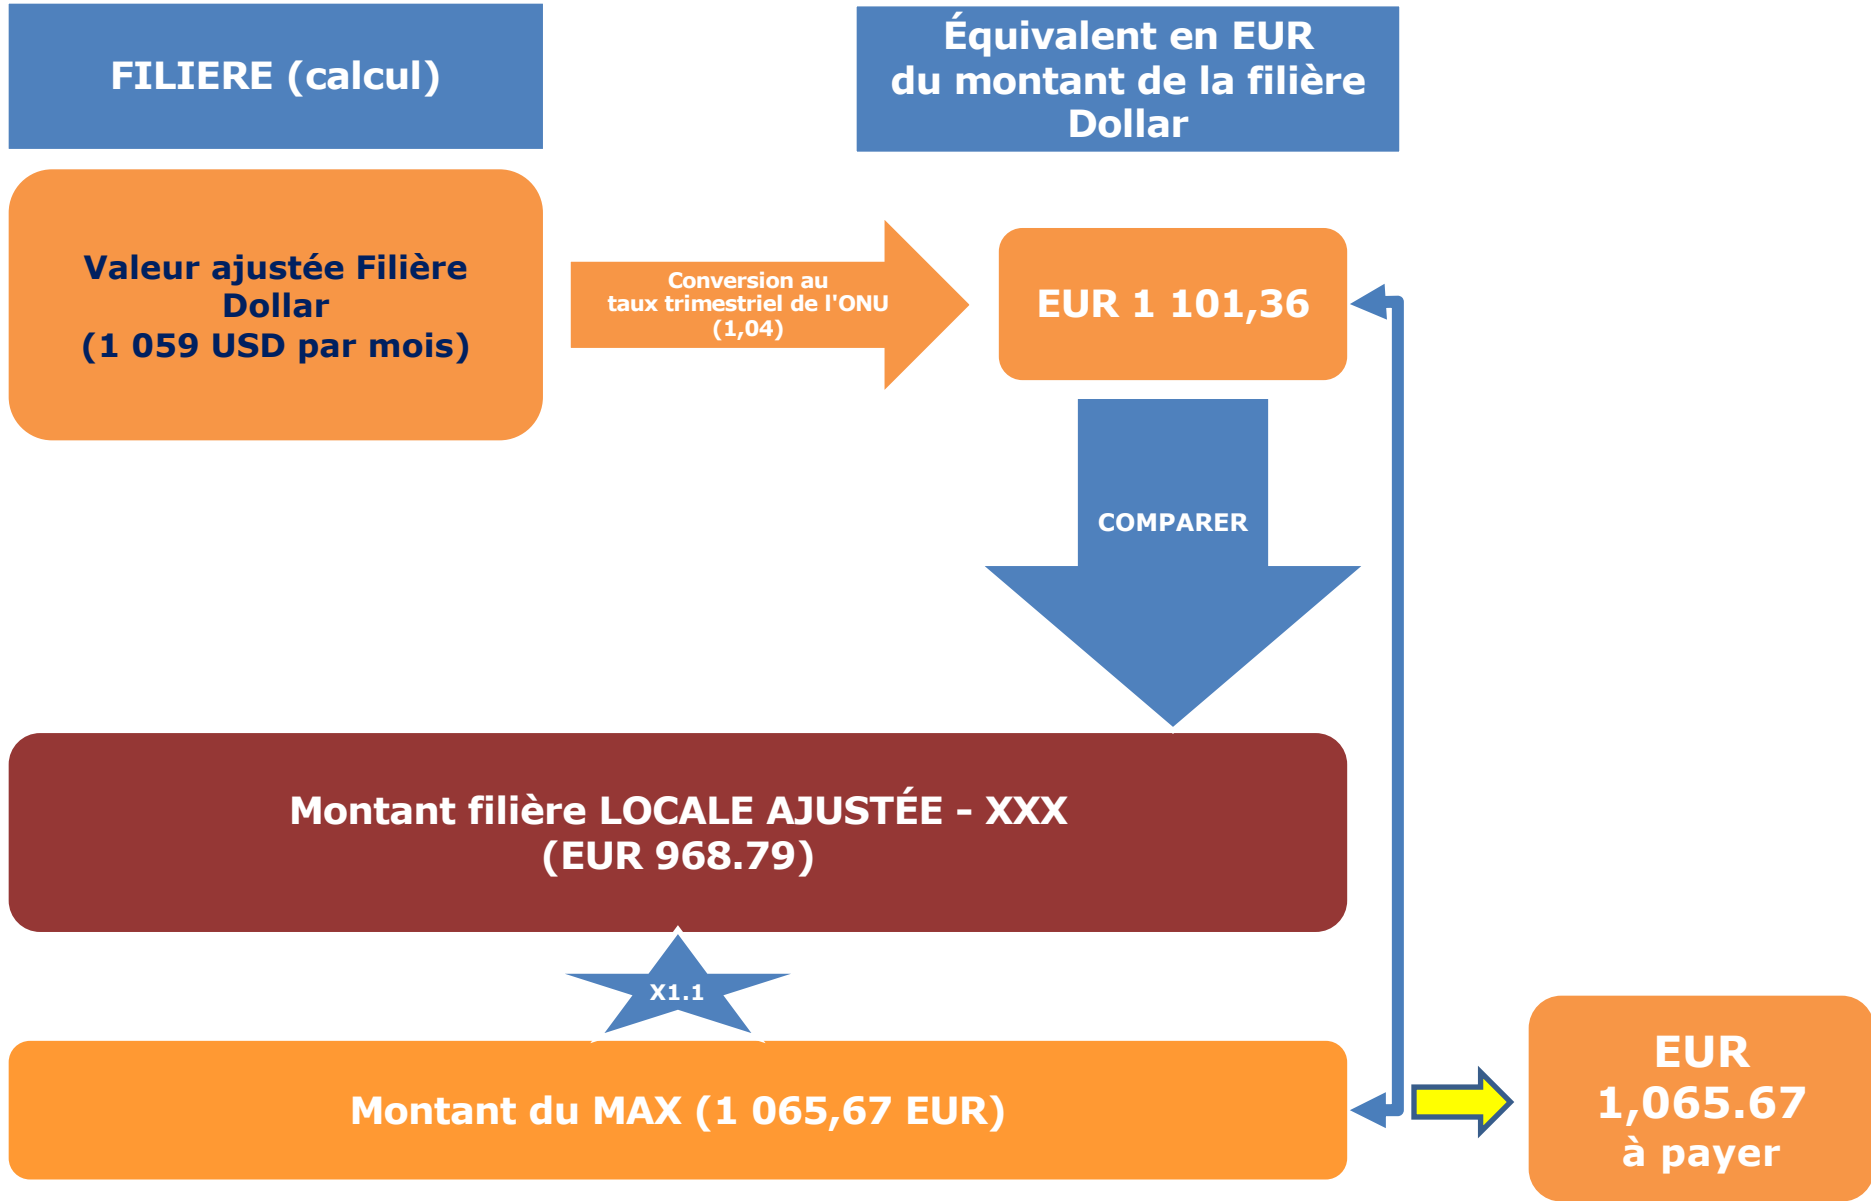 FILIERE (calcul)
Équivalent en EUR
du montant de la filière
Dollar
Valeur ajustée Filière
Dollar
(1 059 USD par mois)
Conversion au
taux trimestriel de l'ONU
(1,04)
EUR 1 101,36
COMPARER
Montant filière LOCALE AJUSTÉE - XXX
(EUR 968.79)
X1.1
Montant du MAX (1 065,67 EUR)
EUR
1,065.67
à payer